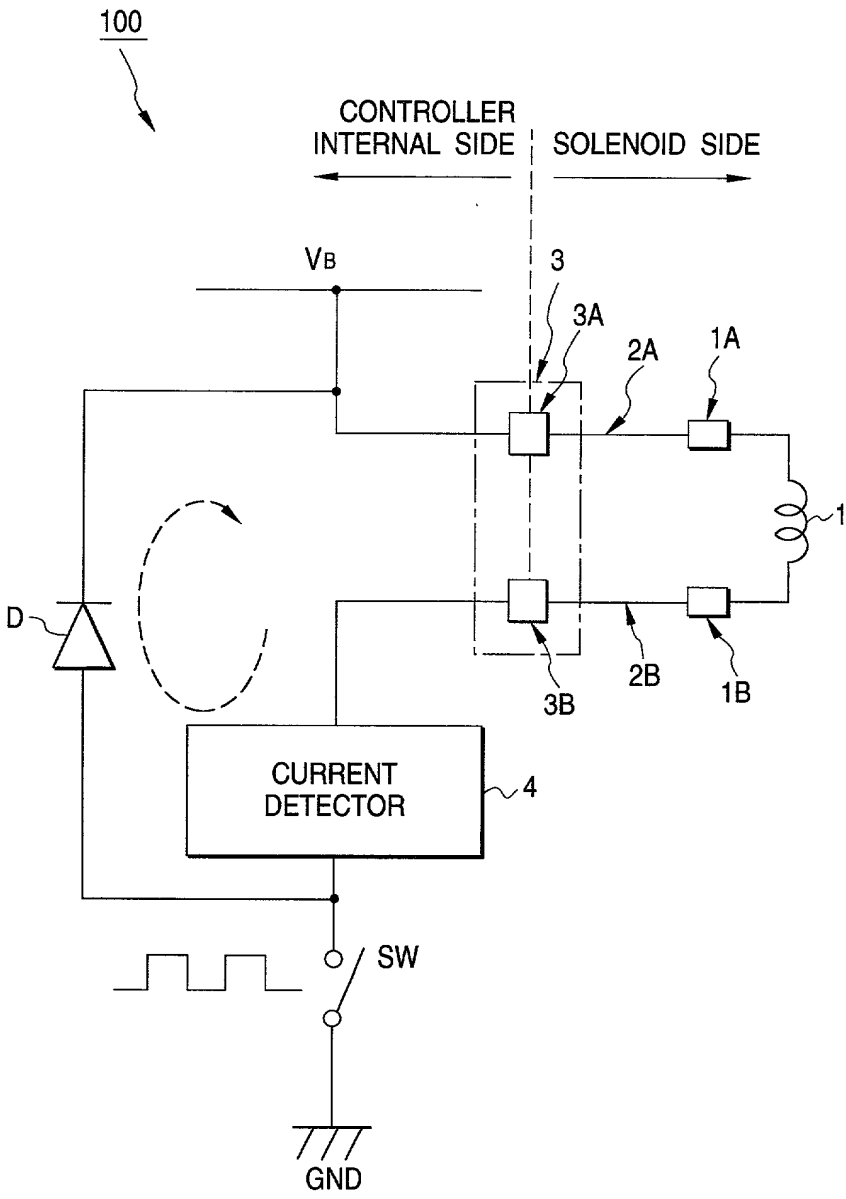 100
CONTROLLER
INTERNAL SIDE
SOLENOID SIDE
VB
3
3A
2A
1A
1
D
3B
2B
1B
CURRENT
DETECTOR
4
SW
GND